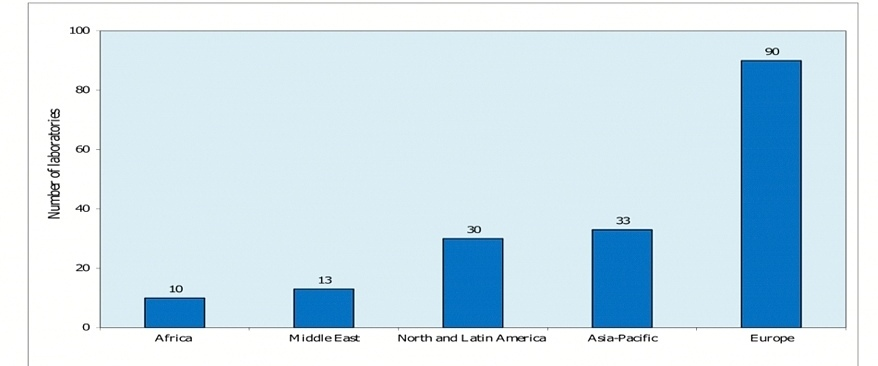 Number of laboratories
100
80
60
40
20
0
10
13
30
33
90
Africa
Middle East
North and Latin America
Asia-Pacific
Europe